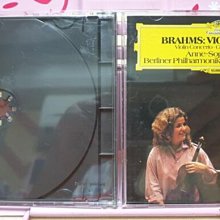 BRAHMS: VIO
Violin Concerto · C
Anne-Sop
Berliner Philharmonik